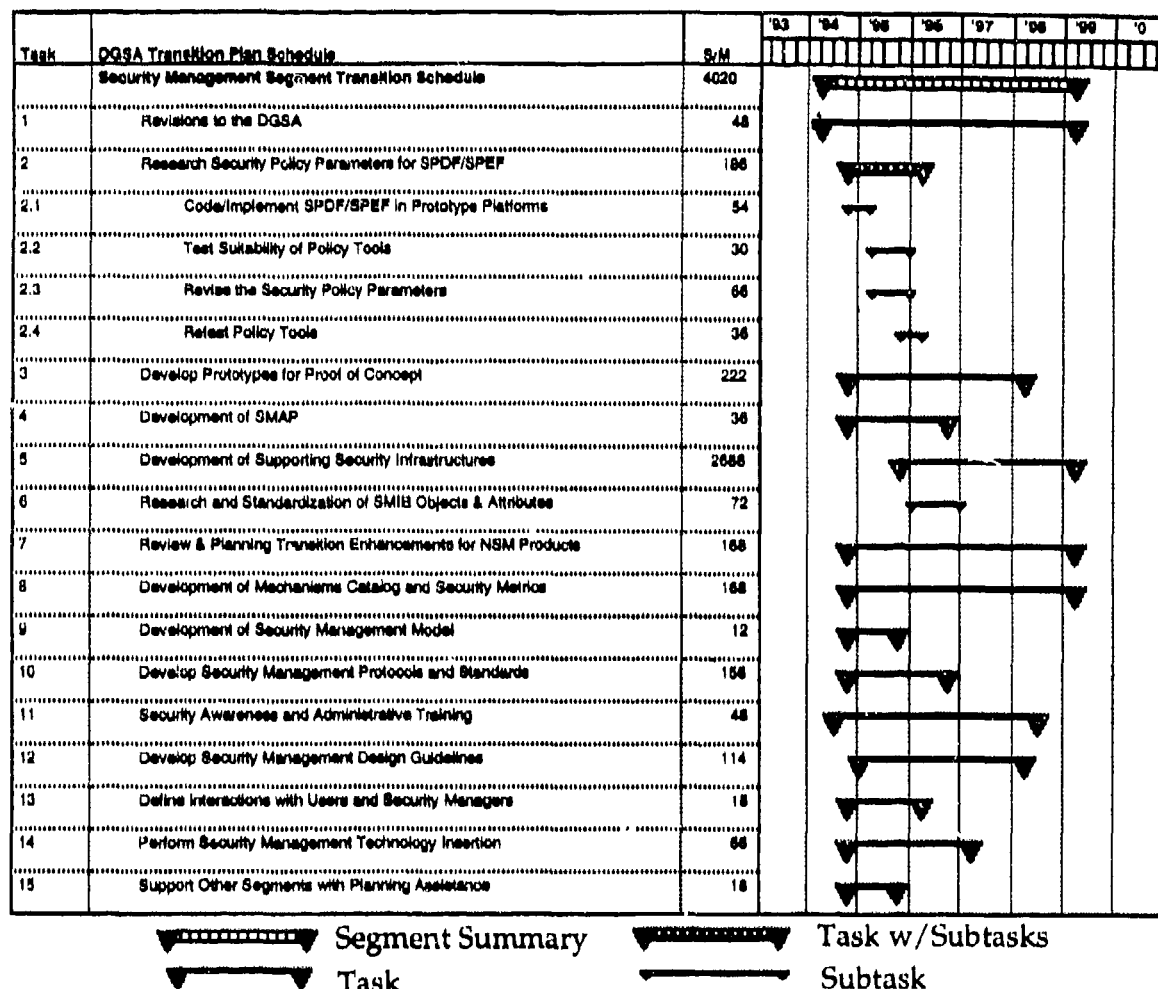 '93 '94 '95 '96 '97 '98 '99 '0
Task DGSA Transition Plan Schedule S/M
Security Management Segment Transition Schedule 4020
1 Revisions to the DGSA 48
2 Research Security Policy Parameters for SPDF/SPEF 186
2.1 Code/Implement SPDF/SPEF in Prototype Platforms 54
2.2 Test Suitability of Policy Tools 30
2.3 Revise the Security Policy Parameters 66
2.4 Retest Policy Tools 36
3 Develop Prototypes for Proof of Concept 222
4 Development of SMAP 36
5 Development of Supporting Security Infrastructures 2688
6 Research and Standardization of SMIB Objects & Attributes 72
7 Review & Planning Transition Enhancements for NSM Products 168
8 Development of Mechanisms Catalog and Security Metrics 168
9 Development of Security Management Model 12
10 Develop Security Management Protocols and Standards 156
11 Security Awareness and Administrative Training 48
12 Develop Security Management Design Guidelines 114
13 Define Interactions with Users and Security Managers 18
14 Perform Security Management Technology Insertion 66
15 Support Other Segments with Planning Assistance 18
Segment Summary Task w/Subtasks
Task Subtask